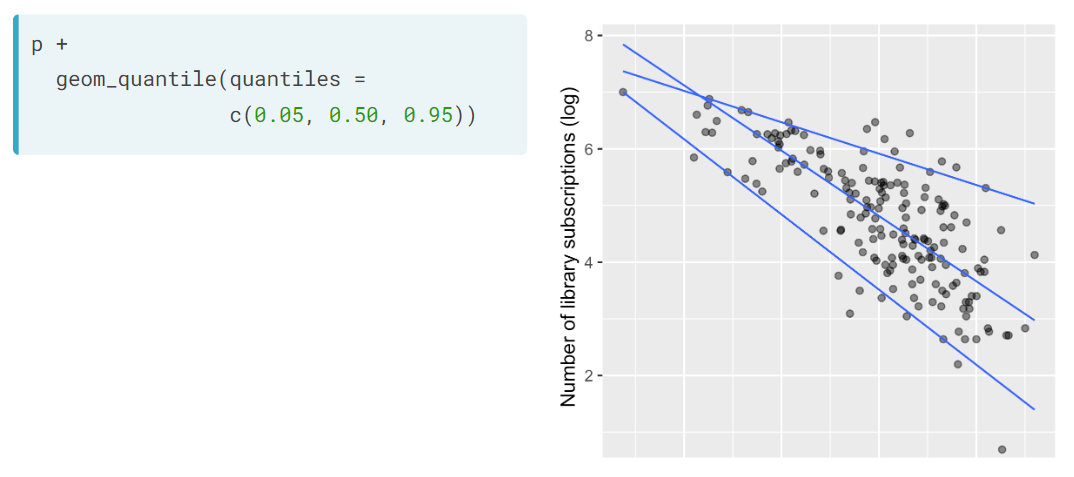 p +
geom_quantile(quantiles =
c(0.05, 0.50, 0.95))
Number of library subscriptions (log)
8
6
4
2